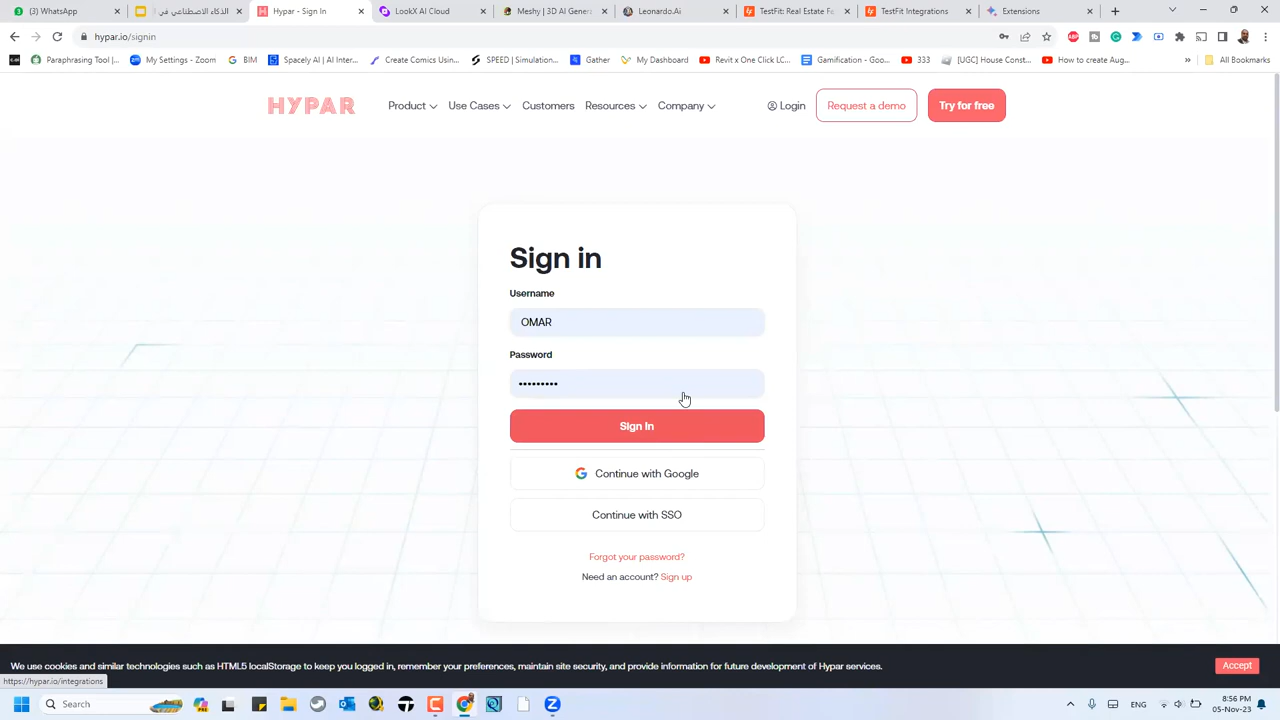 (3) WhatsApp
الذكاء الاصطناعي في ا
Hypar - Sign In
LookX AI Cloud
Meshy | 3D AI Genera
Leonardo.Ai
TestFit: Real Estate Fe
TestFit Integrations
Extensions
hypar.io/signin
Paraphrasing Tool |...
My Settings - Zoom
BIM
Spacely AI | AI Inter...
Create Comics Using...
SPEED | Simulation...
Gather
My Dashboard
Revit x One Click LC...
Gamification - Goo...
333
[UGC] House Const...
How to create Aug...
»
All Bookmarks
HYPAR
Product
Use Cases
Customers
Resources
Company
Login
Request a demo
Try for free
Sign in
Username
OMAR
Password
•••••••••
Sign In
Continue with Google
Continue with SSO
Forgot your password?
Need an account? Sign up
We use cookies and similar technologies such as HTML5 localStorage to keep you logged in, remember your preferences, maintain site security, and provide information for future development of Hypar services.
Accept
https://hypar.io/integrations
Search
ENG
8:56 PM
05-Nov-23